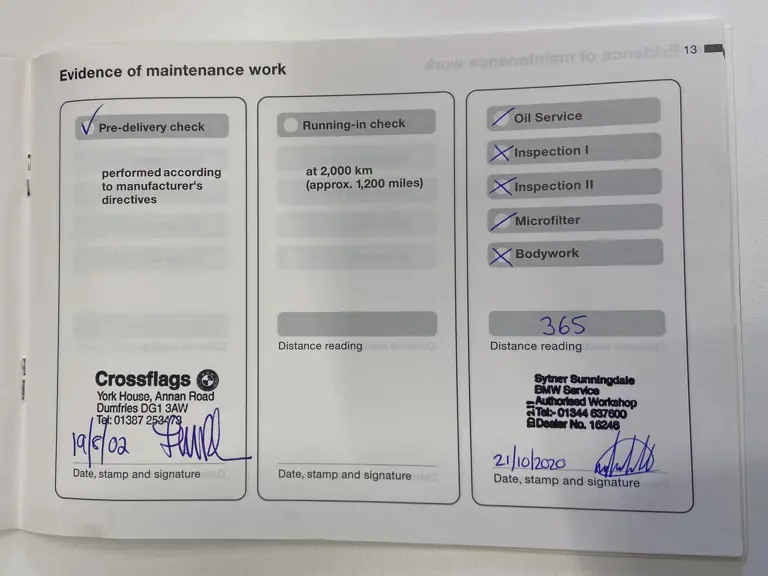 13
Evidence of maintenance work
Pre-delivery check
performed according
to manufacturer's
directives
Crossflags
York House, Annan Road
Dumfries DG1 3AW
Tel: 01387 253473
19/8/02
Date, stamp and signature
Running-in check
at 2,000 km
(approx. 1,200 miles)
Distance reading
Date, stamp and signature
Oil Service
Inspection I
Inspection II
Microfilter
Bodywork
365
Distance reading
Sytner Sunningdale
BMW Service
Authorised Workshop
Tel:- 01344 637600
Dealer No. 16246
21/10/2020
Date, stamp and signature